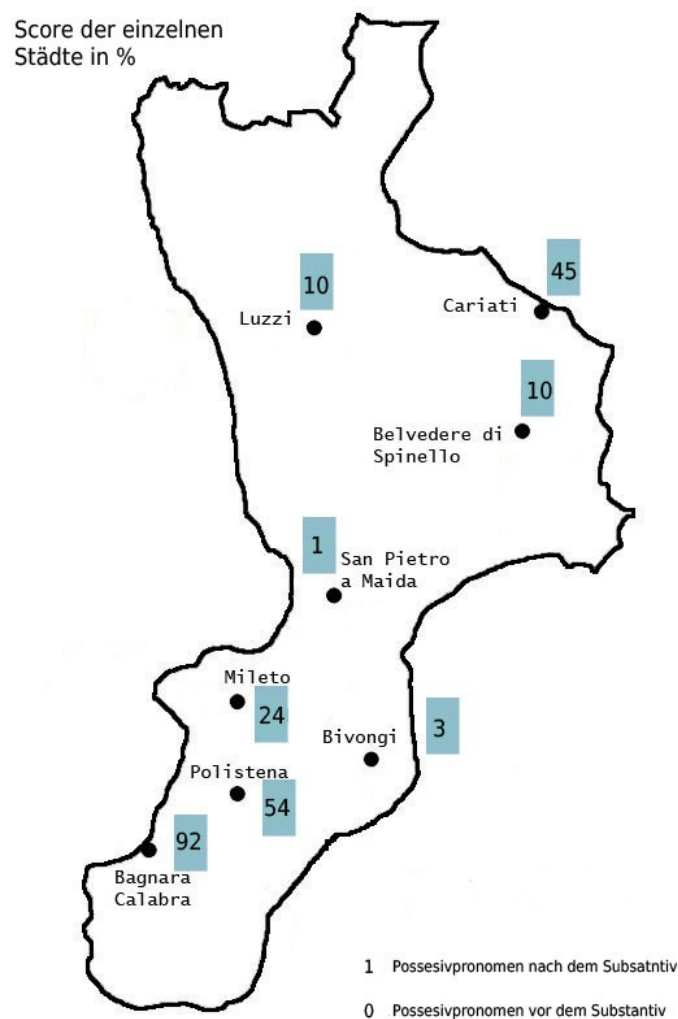 Score der einzelnen
Städte in %
45
10
Cariati
Luzzi
10
Belvedere di
Spinello
1
San Pietro
a Maida
Mileto
24
3
Bivongi
Polistena
54
92
Bagnara
Calabra
1 Possesivpronomen nach dem Subsatntiv
0 Possesivpronomen vor dem Substantiv